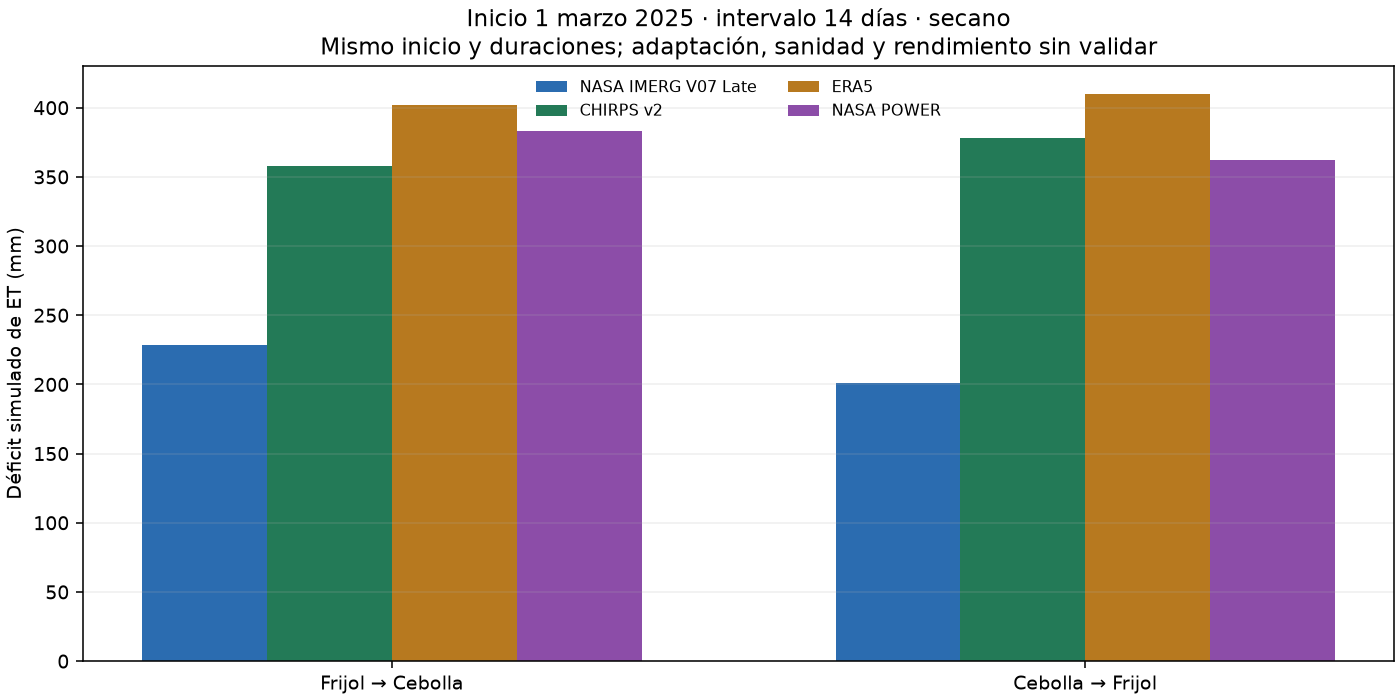 Inicio 1 marzo 2025 · intervalo 14 días · secano
Mismo inicio y duraciones; adaptación, sanidad y rendimiento sin validar
NASA IMERG V07 Late
CHIRPS v2
ERA5
NASA POWER
Déficit simulado de ET (mm)
400
350
300
250
200
150
100
50
0
Frijol → Cebolla
Cebolla → Frijol